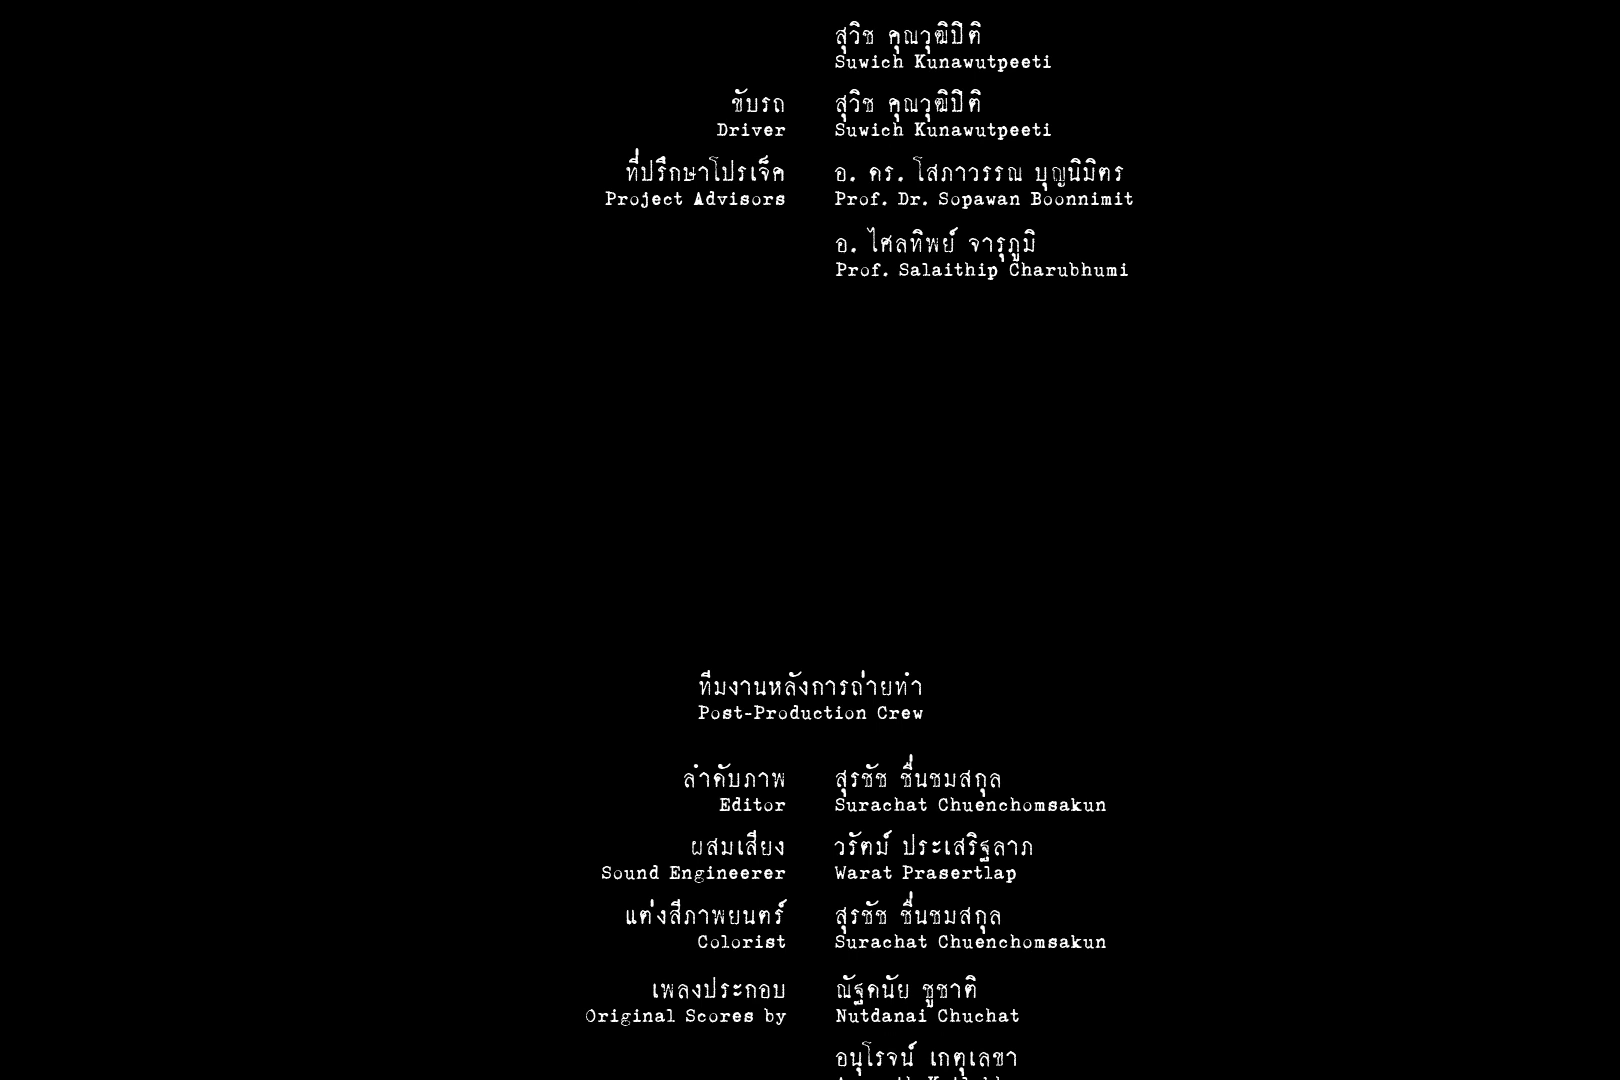 สุวิช คุณวุฒิปีติ
Suwich Kunawutpeeti
ขับรถ สุวิช คุณวุฒิปีติ
Driver Suwich Kunawutpeeti
ที่ปรึกษาโปรเจ็ค อ. ดร. โสภาวรรณ บุญนิมิตร
Project Advisors Prof. Dr. Sopawan Boonnimit
อ. ไศลทิพย์ จารุภูมิ
Prof. Salaithip Charubhumi
ทีมงานหลังการถ่ายทำ
Post-Production Crew
ลำดับภาพ สุรชัช ชื่นชมสกุล
Editor Surachat Chuenchomsakun
ผสมเสียง วรัตม์ ประเสริฐลาภ
Sound Engineerer Warat Prasertlap
แต่งสีภาพยนตร์ สุรชัช ชื่นชมสกุล
Colorist Surachat Chuenchomsakun
เพลงประกอบ ณัฐดนัย ชูชาติ
Original Scores by Nutdanai Chuchat
อนุโรจน์ เกตุเลขา